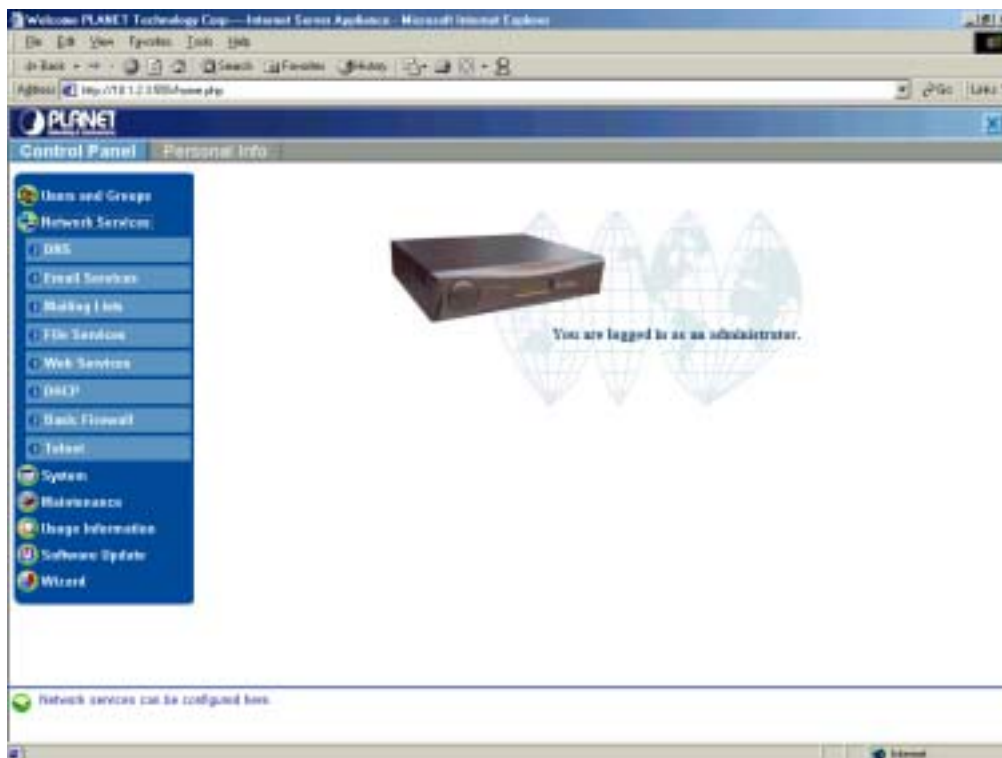 Welcome PLANET Technology Corp --- Internet Server Appliance - Microsoft Internet Explorer
File Edit View Favorites Tools Help
Back Search Favorites History
Address
Go Links
PLANET
Control Panel Personal Info
Users and Groups
Network Services
DNS
Email Services
Mailing Lists
File Services
Web Services
DHCP
Basic Firewall
Telnet
System
Maintenance
Usage Information
Software Update
Wizard
You are logged in as an administrator.
Network services can be configured here.
Internet